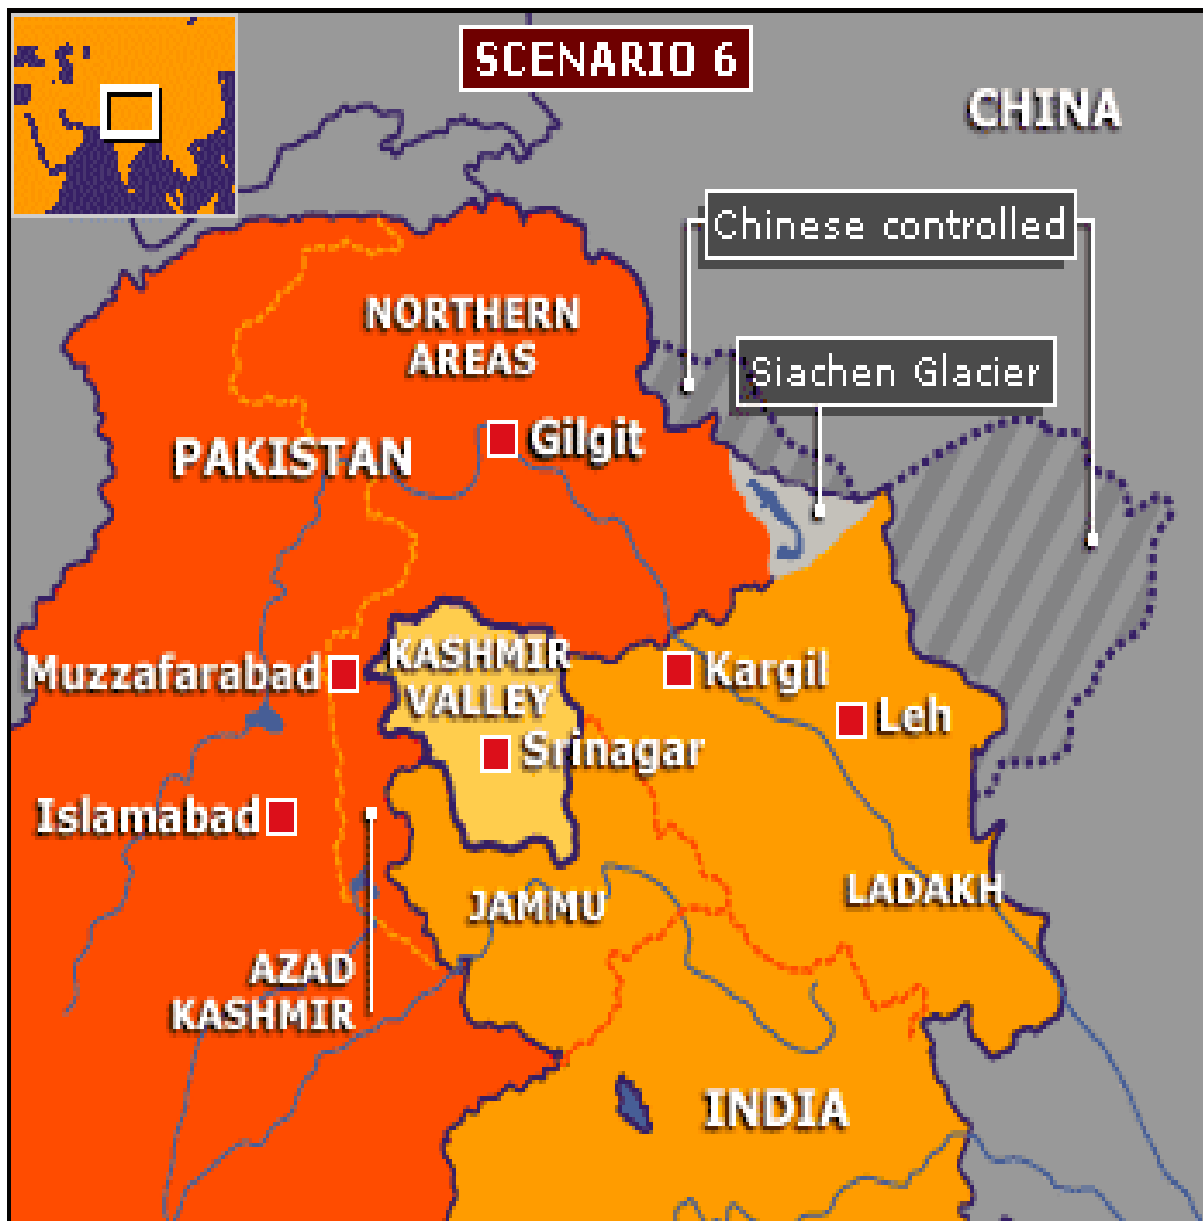 SCENARIO 6
CHINA
Chinese controlled
NORTHERN
AREAS
Siachen Glacier
PAKISTAN
Gilgit
KASHMIR
VALLEY
Muzzafarabad
Kargil
Leh
Srinagar
Islamabad
JAMMU
LADAKH
AZAD
KASHMIR
INDIA